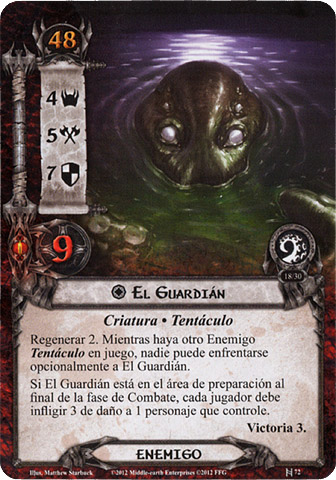 48
4
5
7
9
18/30
El Guardián
Criatura • Tentáculo
Regenerar 2. Mientras haya otro Enemigo
Tentáculo en juego, nadie puede enfrentarse
opcionalmente a El Guardián.
Si El Guardián está en el área de preparación al
final de la fase de Combate, cada jugador debe
infligir 3 de daño a 1 personaje que controle.
Victoria 3.
ENEMIGO
Illus. Matthew Starbuck ©2012 Middle-earth Enterprises ©2012 FFG 72